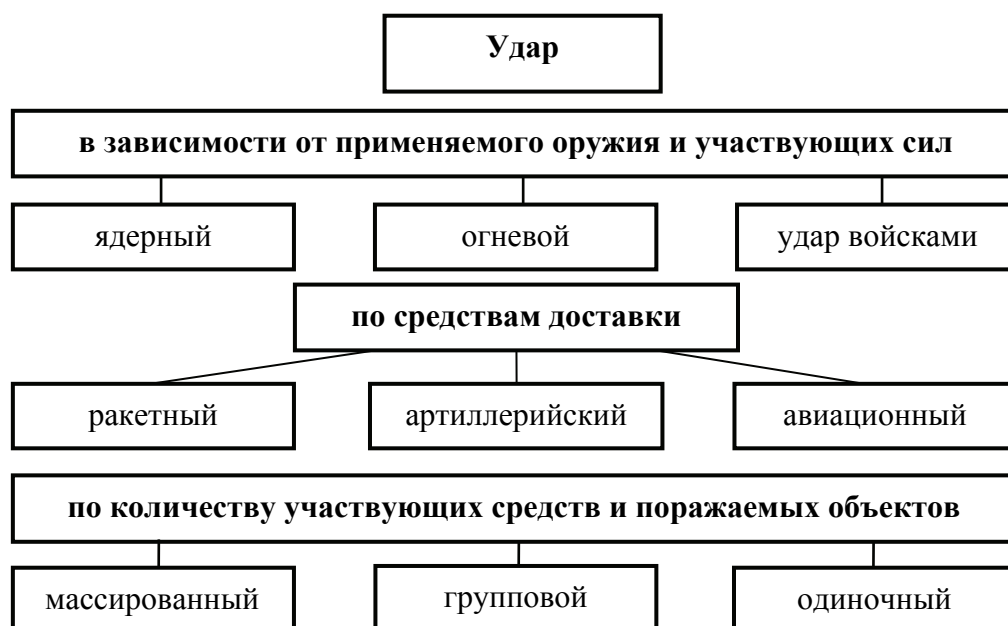 Удар
в зависимости от применяемого оружия и участвующих сил
ядерный огневой удар войсками
по средствам доставки
ракетный артиллерийский авиационный
по количеству участвующих средств и поражаемых объектов
массированный групповой одиночный